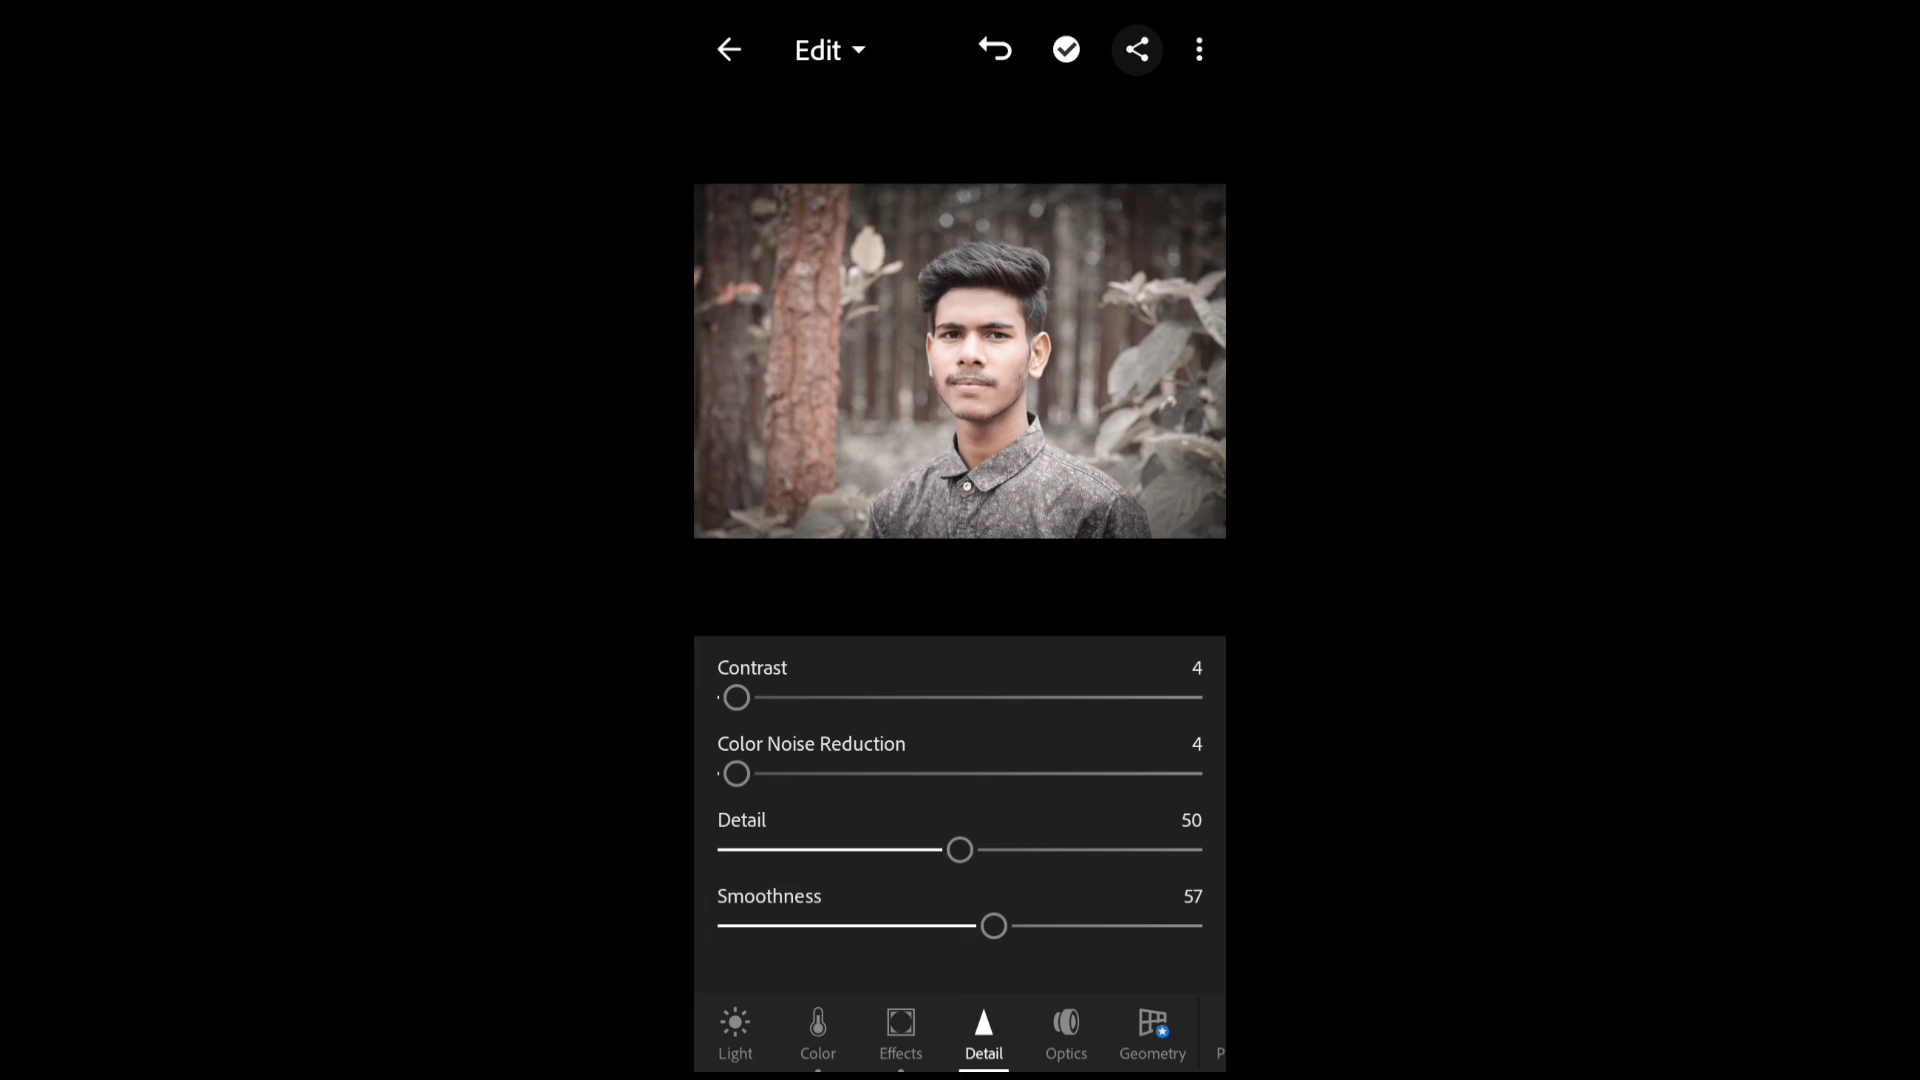 Edit
Contrast 4
Color Noise Reduction 4
Detail 50
Smoothness 57
Light Color Effects Detail Optics Geometry P